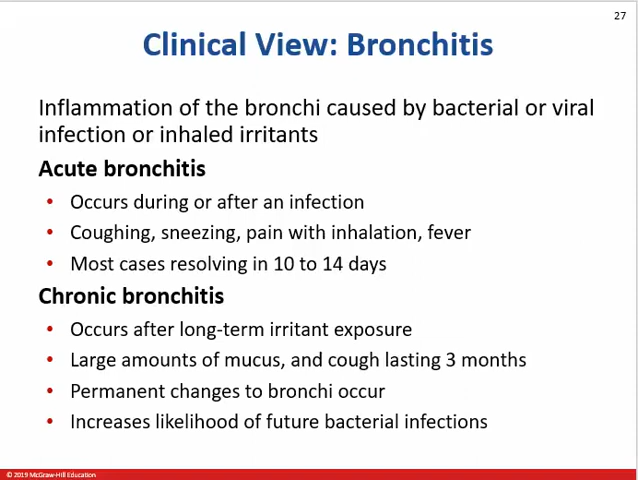 27
Clinical View: Bronchitis
Inflammation of the bronchi caused by bacterial or viral
infection or inhaled irritants
Acute bronchitis
• Occurs during or after an infection
• Coughing, sneezing, pain with inhalation, fever
• Most cases resolving in 10 to 14 days
Chronic bronchitis
• Occurs after long-term irritant exposure
• Large amounts of mucus, and cough lasting 3 months
• Permanent changes to bronchi occur
• Increases likelihood of future bacterial infections
© 2019 McGraw-Hill Education